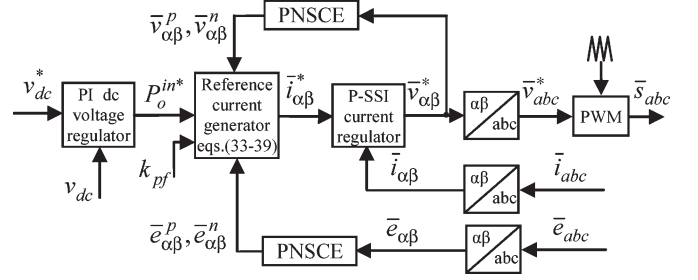 v̄ᵖαβ, v̄ⁿαβ
PNSCE
v*dc
PI dc
voltage
regulator
Pₒⁱⁿ*
Reference
current
generator
eqs.(33-39)
ī*αβ
P-SSI
current
regulator
v̄*αβ
αβ
abc
v̄*abc
PWM
s̄abc
vdc
kpf
īαβ
αβ
abc
īabc
ēᵖαβ, ēⁿαβ
PNSCE
ēαβ
αβ
abc
ēabc